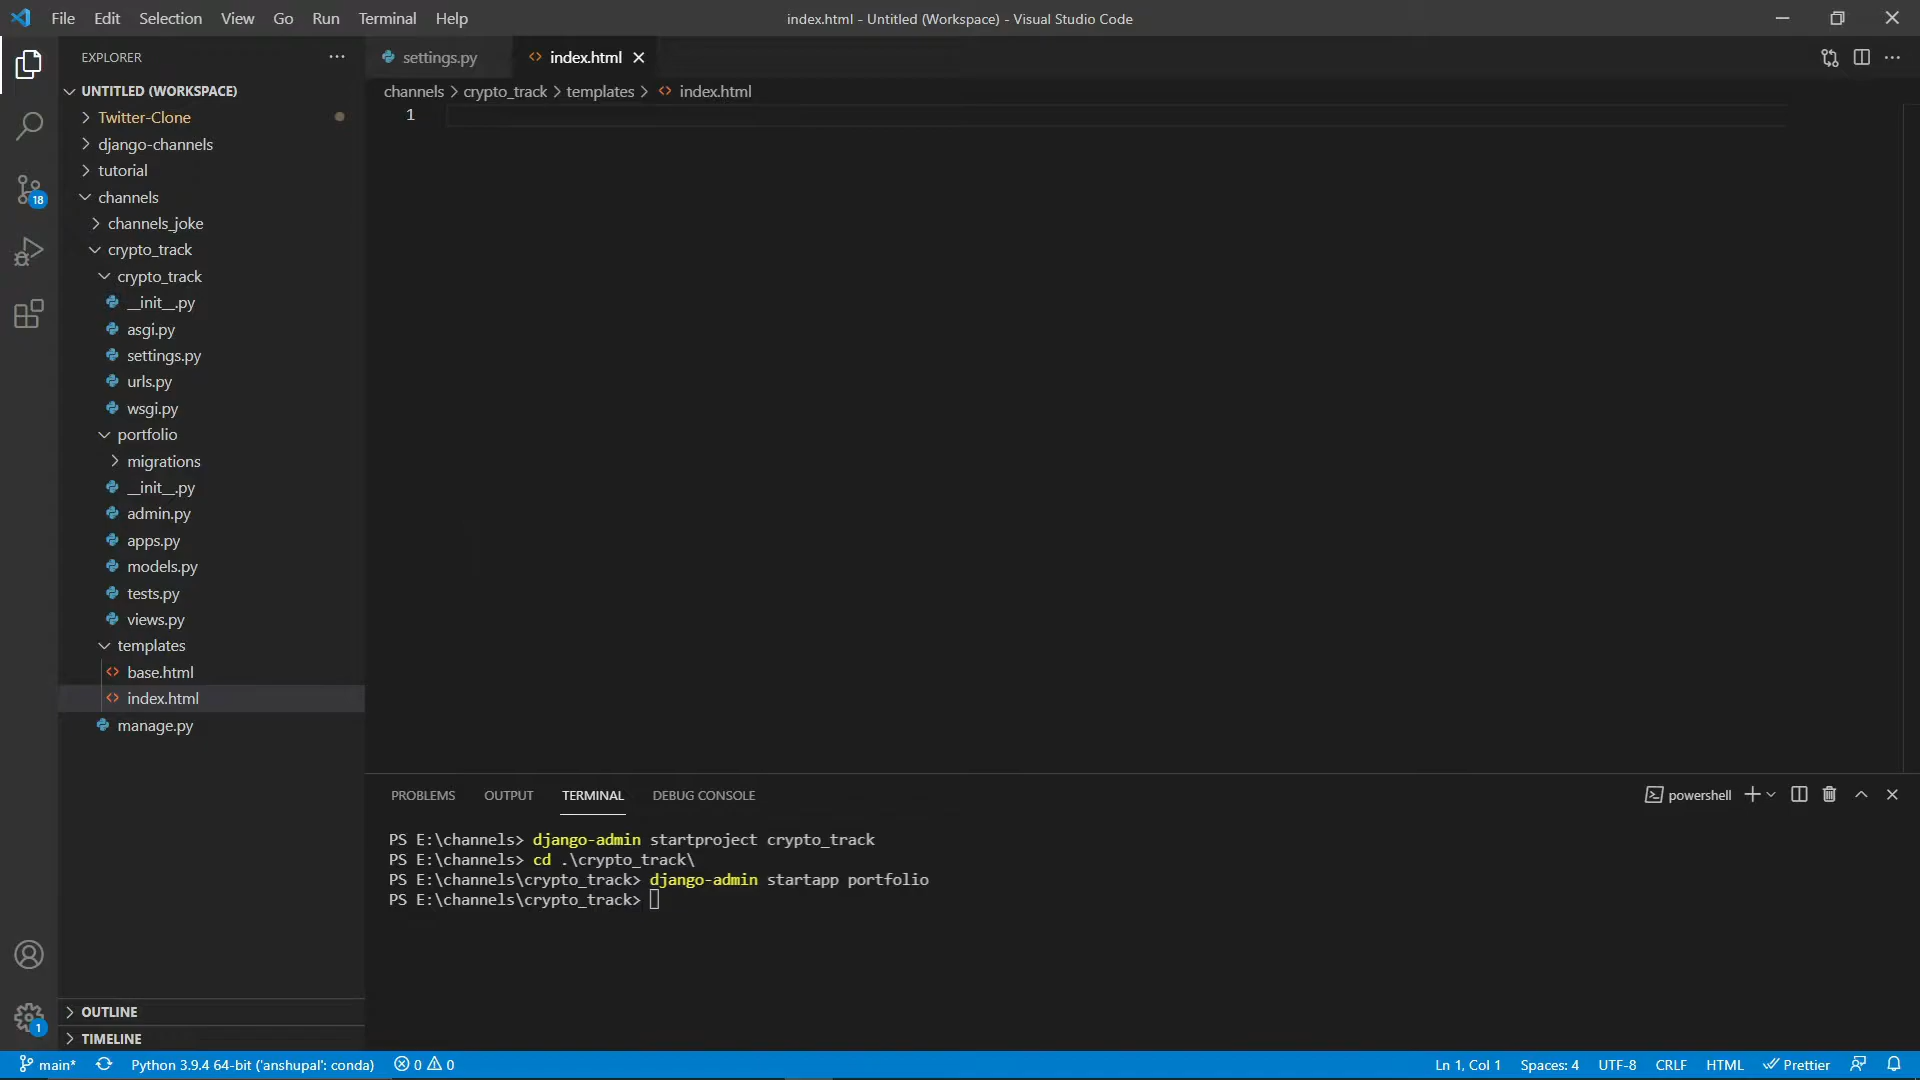 File Edit Selection View Go Run Terminal Help
index.html - Untitled (Workspace) - Visual Studio Code
EXPLORER
UNTITLED (WORKSPACE)
Twitter-Clone
django-channels
tutorial
channels
channels_joke
crypto_track
crypto_track
__init__.py
asgi.py
settings.py
urls.py
wsgi.py
portfolio
migrations
__init__.py
admin.py
apps.py
models.py
tests.py
views.py
templates
base.html
index.html
manage.py
OUTLINE
TIMELINE
18
1
settings.py
index.html
channels > crypto_track > templates > index.html
1
PROBLEMS OUTPUT TERMINAL DEBUG CONSOLE
powershell
PS E:\channels> django-admin startproject crypto_track
PS E:\channels> cd .\crypto_track\
PS E:\channels\crypto_track> django-admin startapp portfolio
PS E:\channels\crypto_track>
main* Python 3.9.4 64-bit ('anshupal': conda) 0 0
Ln 1, Col 1 Spaces: 4 UTF-8 CRLF HTML Prettier